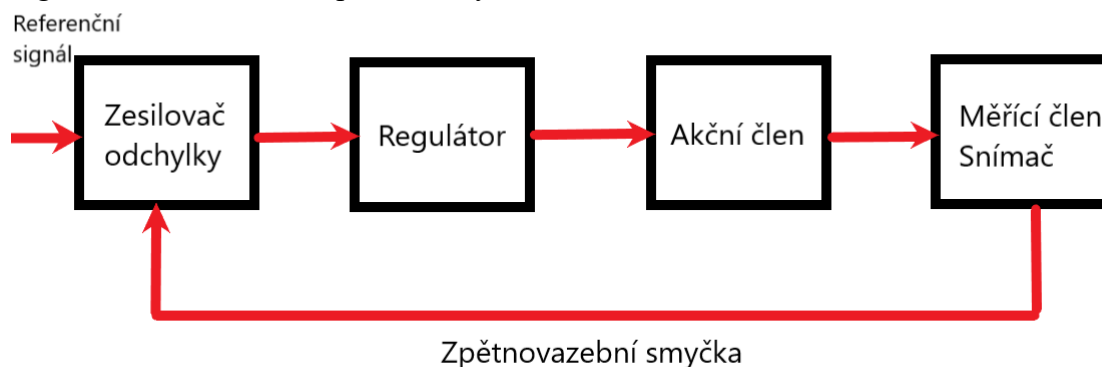 Referenční
signál
Zesilovač
odchylky
Regulátor
Akční člen
Měřící člen
Snímač
Zpětnovazební smyčka